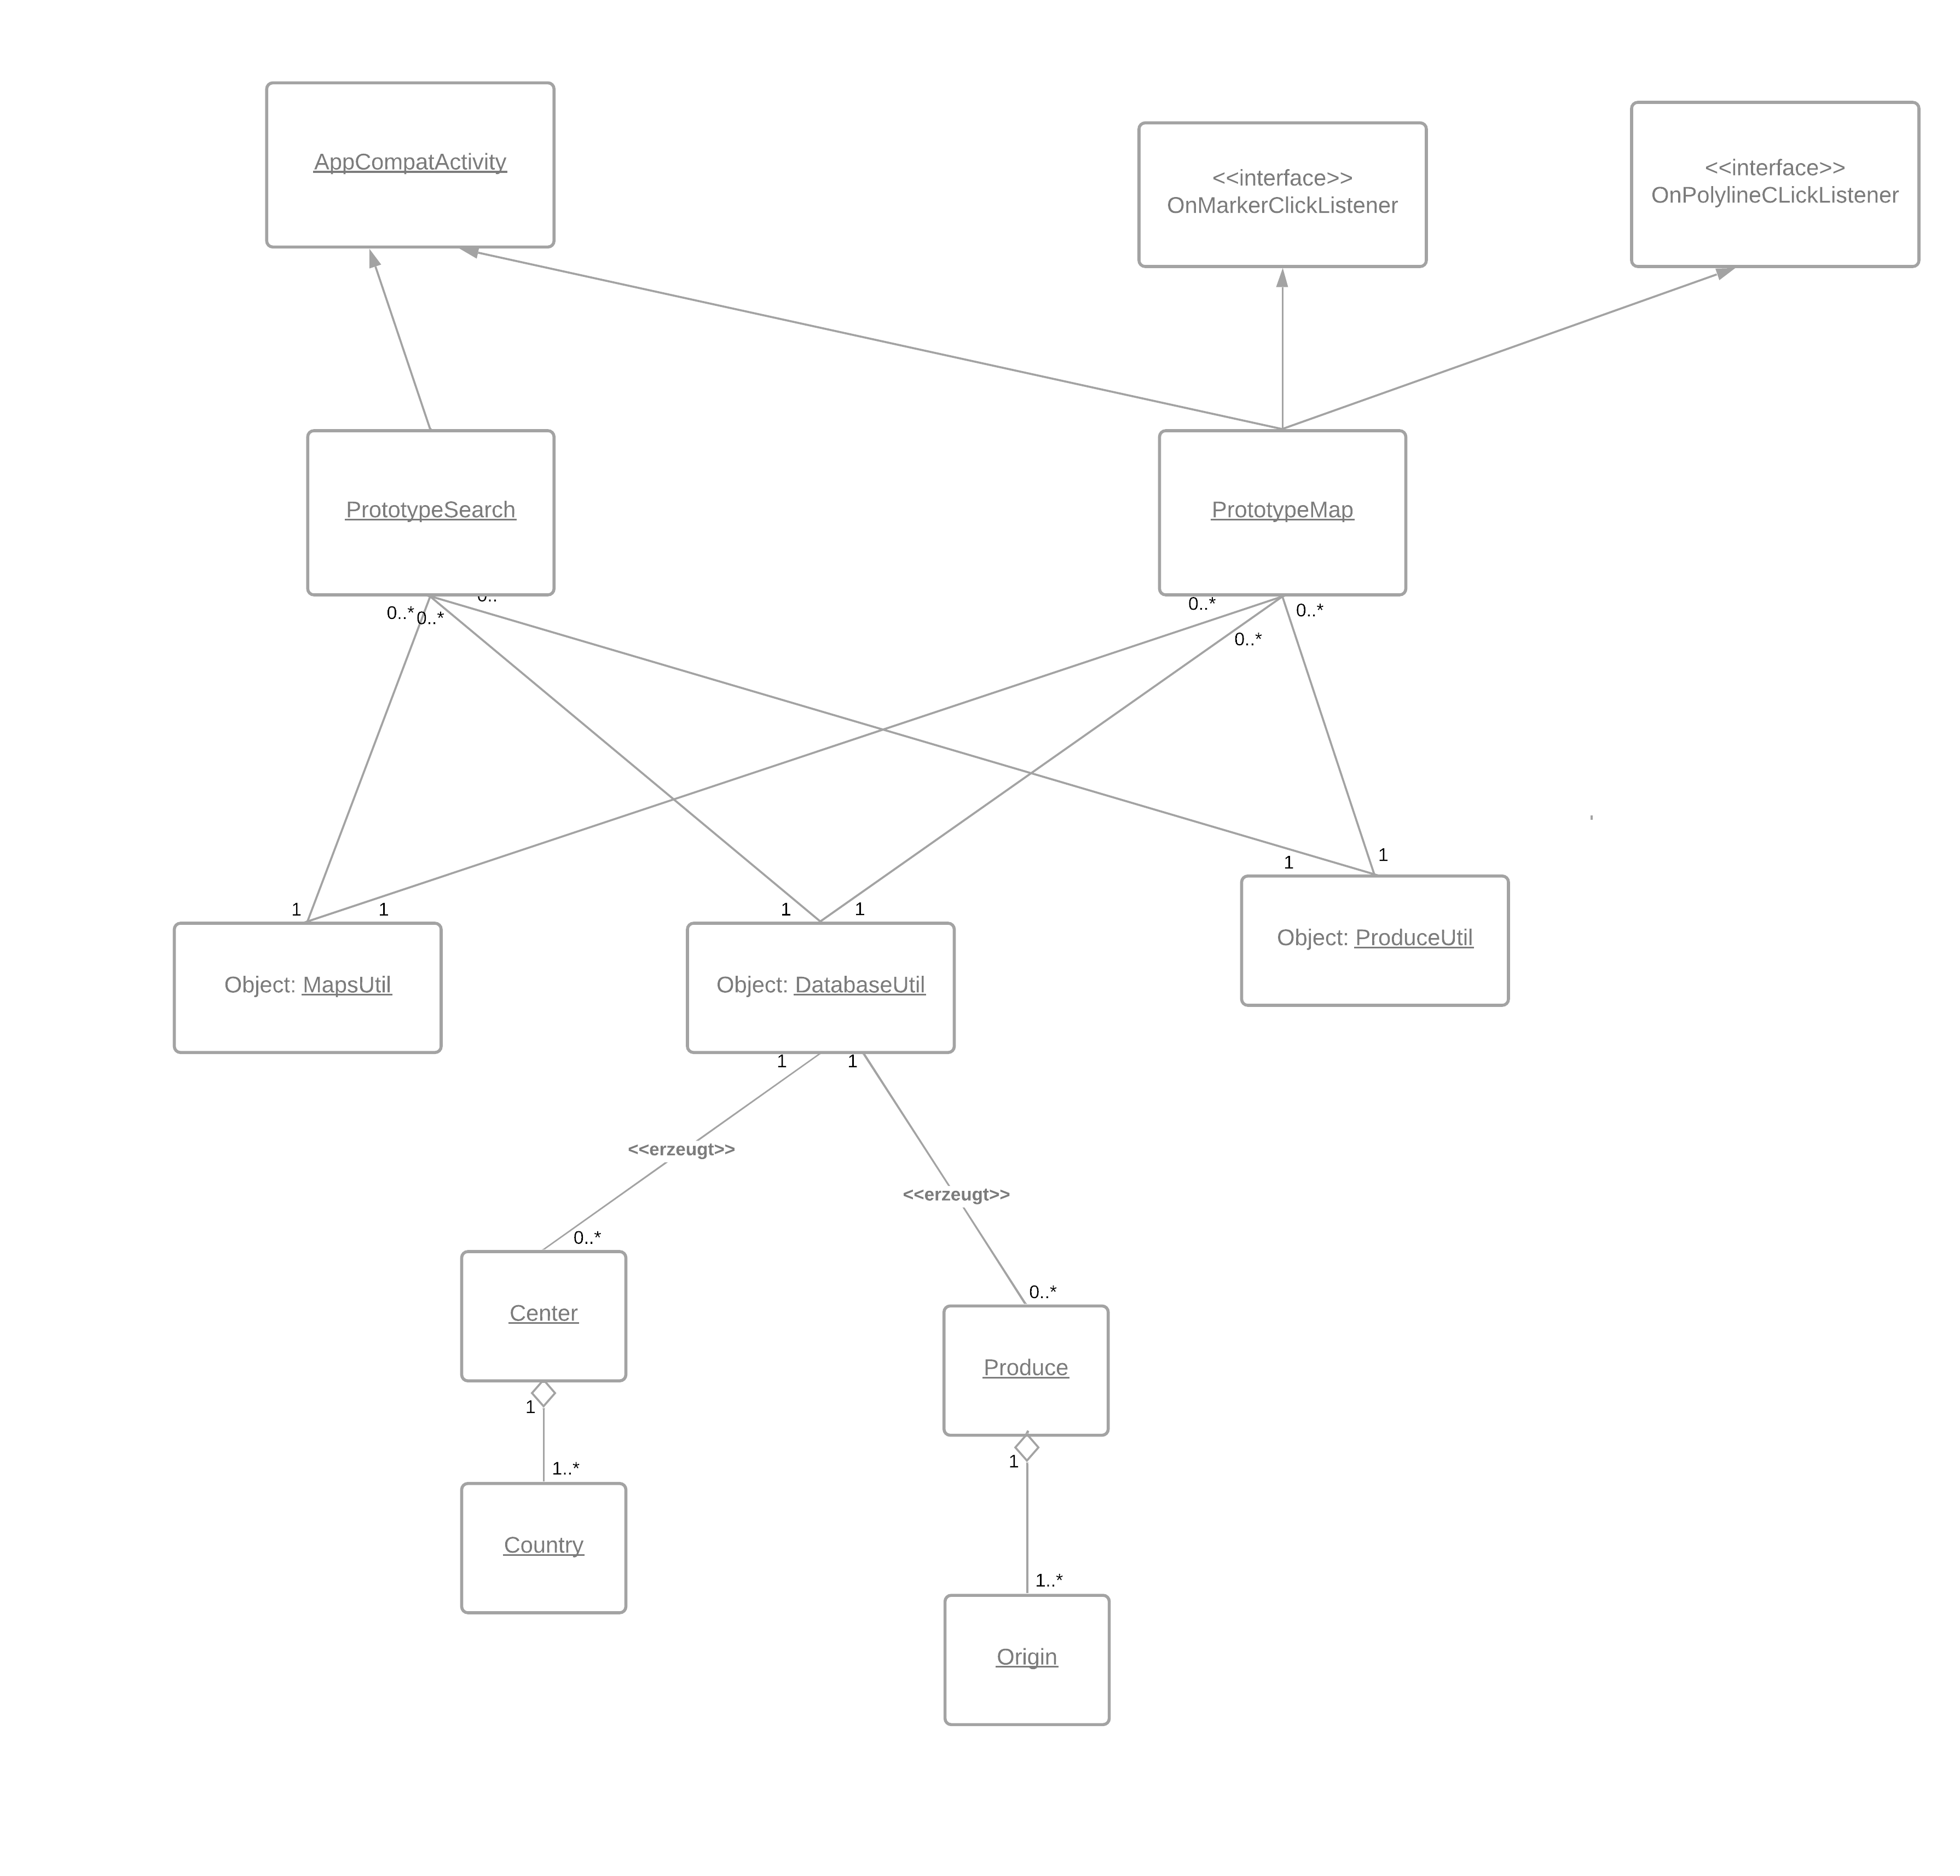 AppCompatActivity
<<interface>>
OnMarkerClickListener
<<interface>>
OnPolylineCLickListener
PrototypeSearch
PrototypeMap
0..*
0..*
0..*
0..*
0..*
1
1
1
1
1
1
Object: MapsUtil
Object: DatabaseUtil
Object: ProduceUtil
1
1
<<erzeugt>>
<<erzeugt>>
0..*
0..*
Center
Produce
1
1
1..*
1..*
Country
Origin